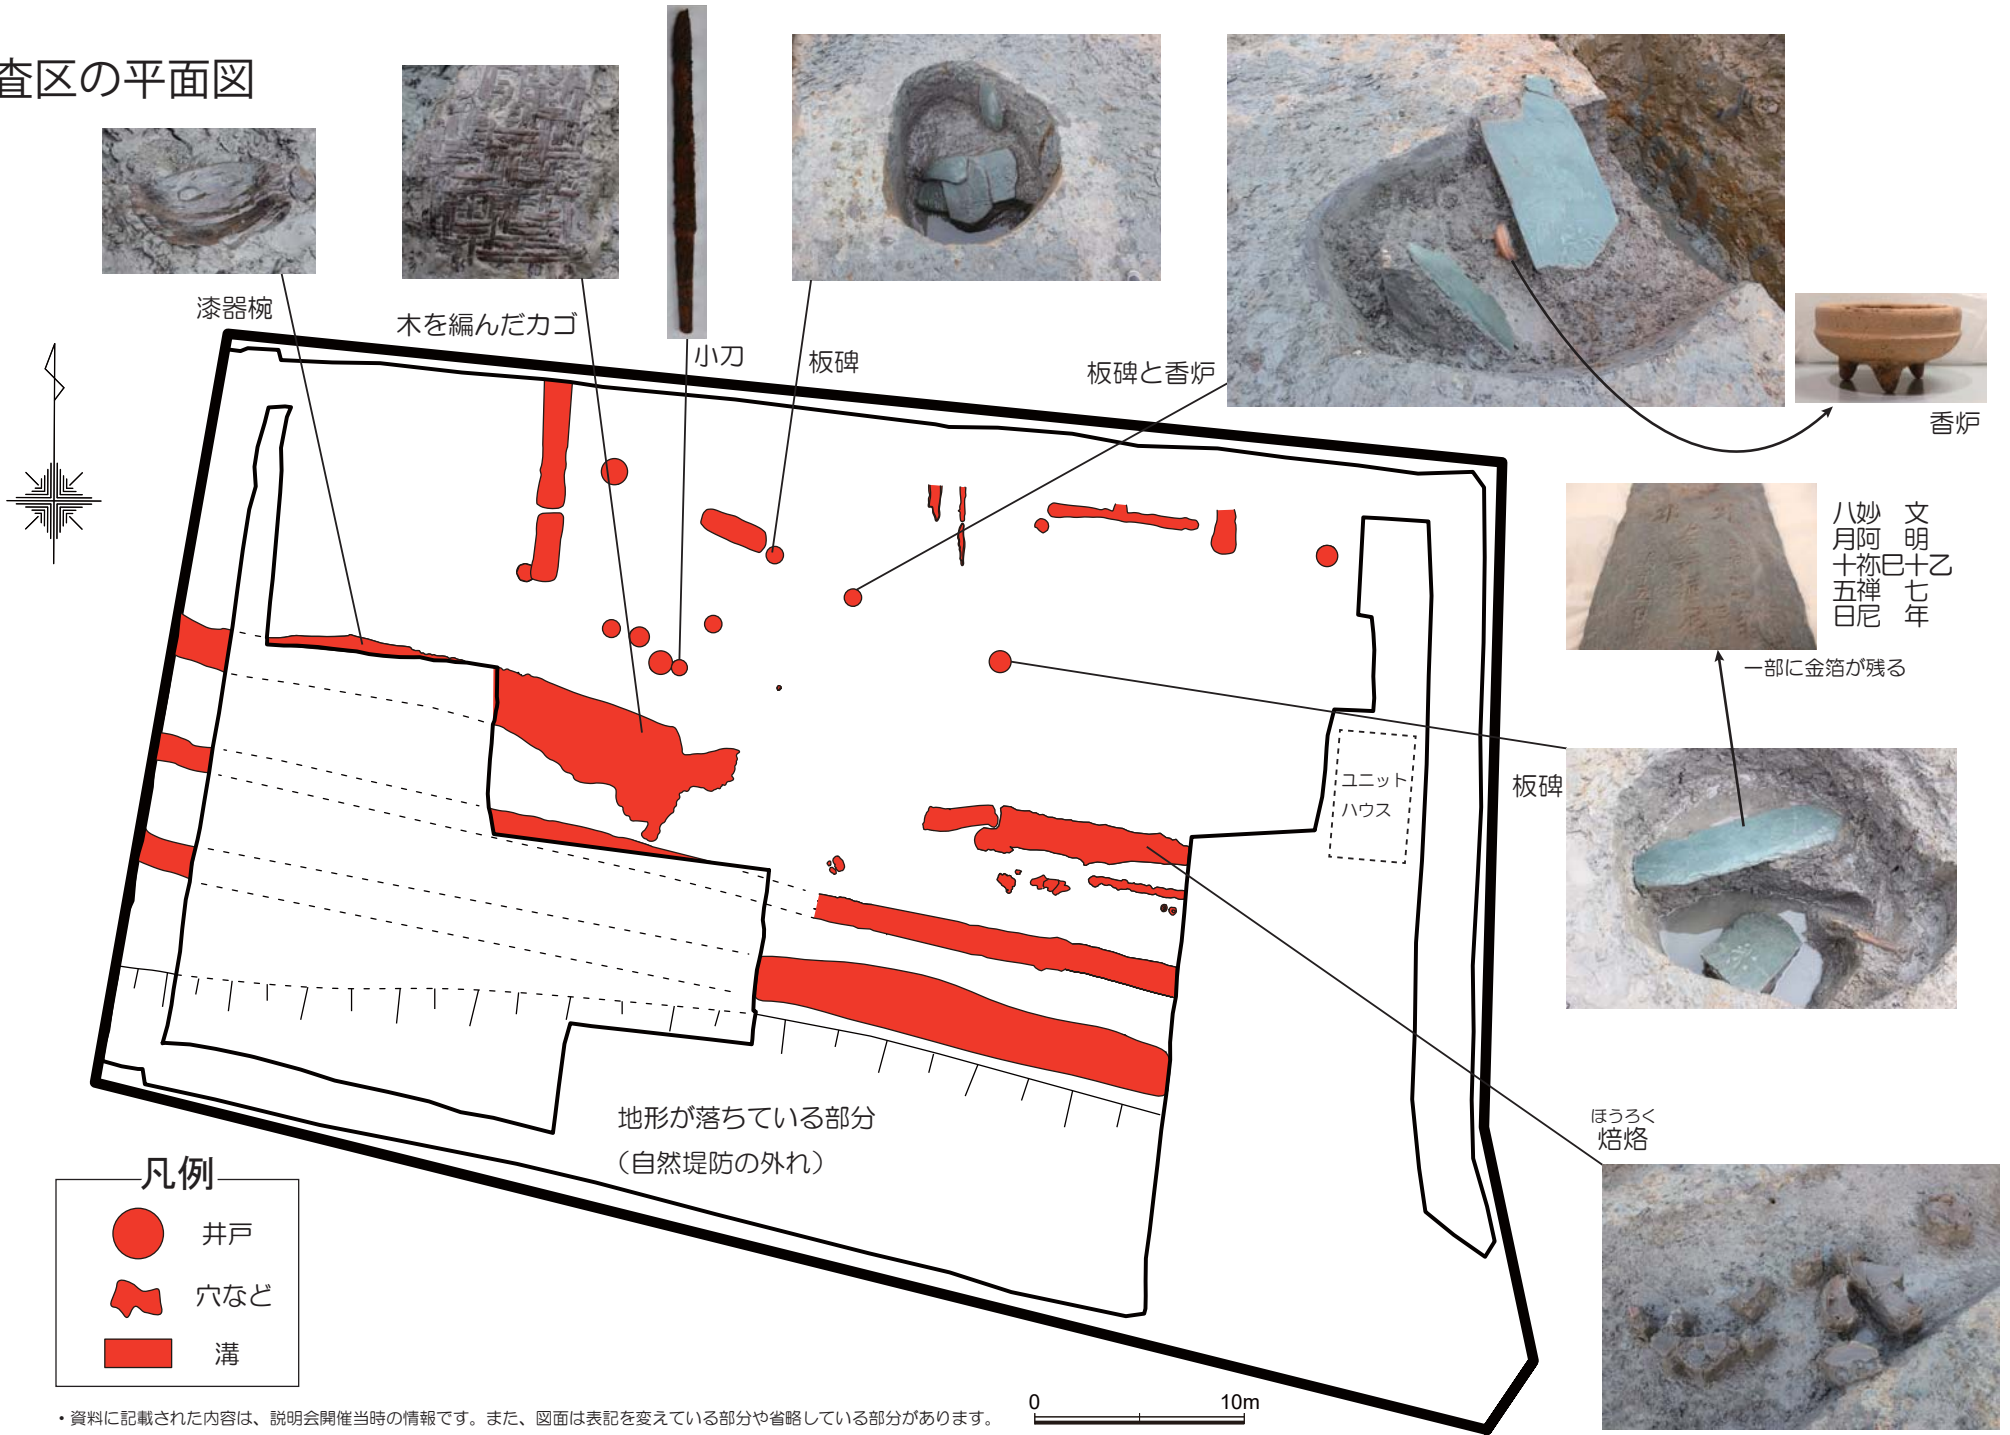 査区の平面図
漆器椀
木を編んだカゴ
小刀
板碑
板碑と香炉
香炉
文明十七年
乙巳
妙阿祢禅尼
八月十五日
一部に金箔が残る
板碑
ユニット
ハウス
ほうろく
焙烙
地形が落ちている部分
（自然堤防の外れ）
凡例
井戸
穴など
溝
0 10m
・資料に記載された内容は、説明会開催当時の情報です。また、図面は表記を変えている部分や省略している部分があります。